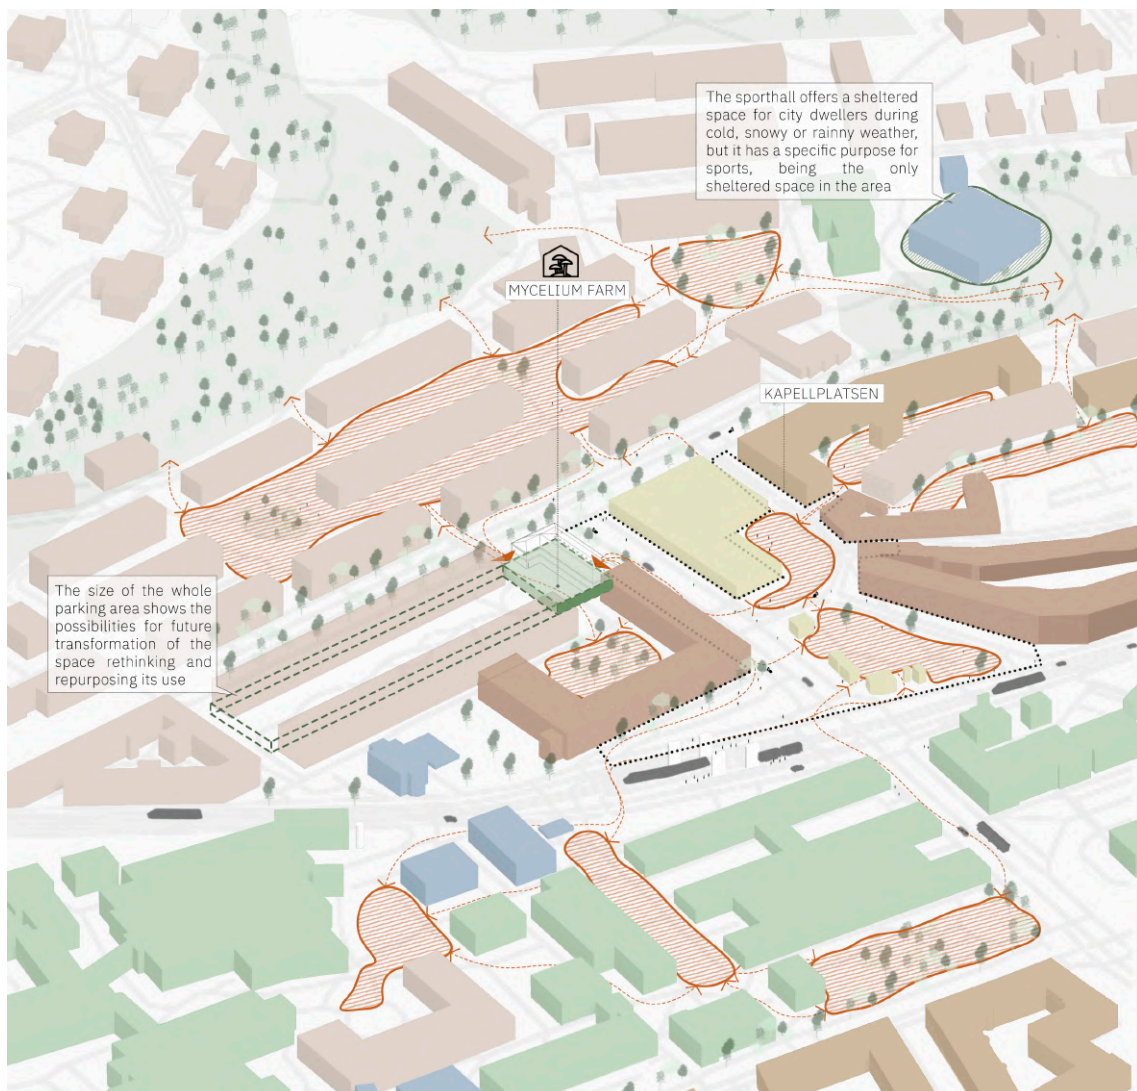 The sporthall offers a sheltered
space for city dwellers during
cold, snowy or rainny weather,
but it has a specific purpose for
sports, being the only
sheltered space in the area
MYCELIUM FARM
KAPELLPLATSEN
The size of the whole
parking area shows the
possibilities for future
transformation of the
space rethinking and
repurposing its use